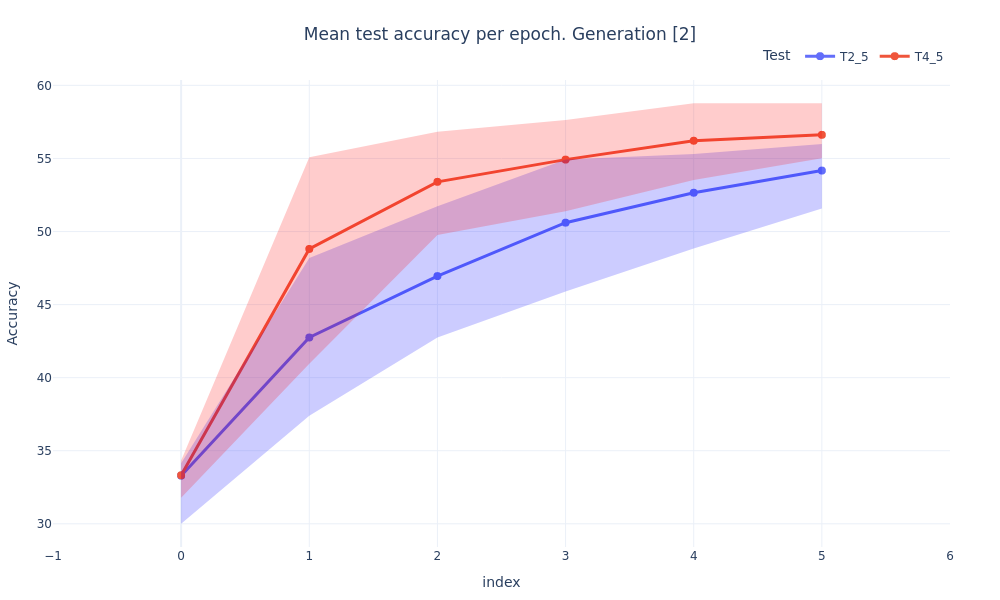 Mean test accuracy per epoch. Generation [2]
Test T2_5 T4_5
60
55
50
45
40
35
30
Accuracy
−1 0 1 2 3 4 5 6
index